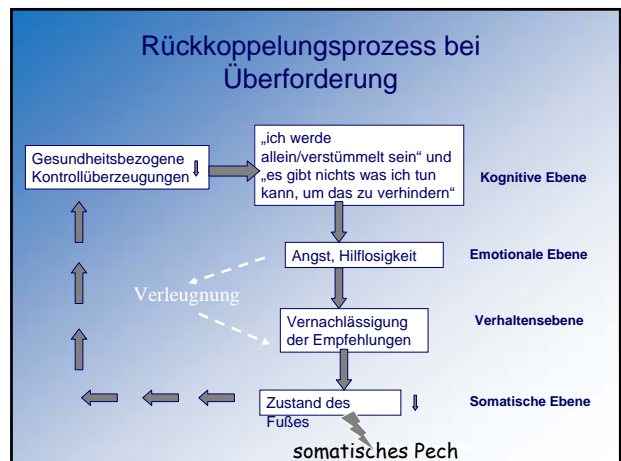 Rückkoppelungsprozess bei
Überforderung
Gesundheitsbezogene
Kontrollüberzeugungen
„ich werde
allein/verstümmelt sein“ und
„es gibt nichts was ich tun
kann, um das zu verhindern“
Kognitive Ebene
Angst, Hilflosigkeit
Emotionale Ebene
Verleugnung
Vernachlässigung
der Empfehlungen
Verhaltensebene
Zustand des
Fußes
Somatische Ebene
somatisches Pech